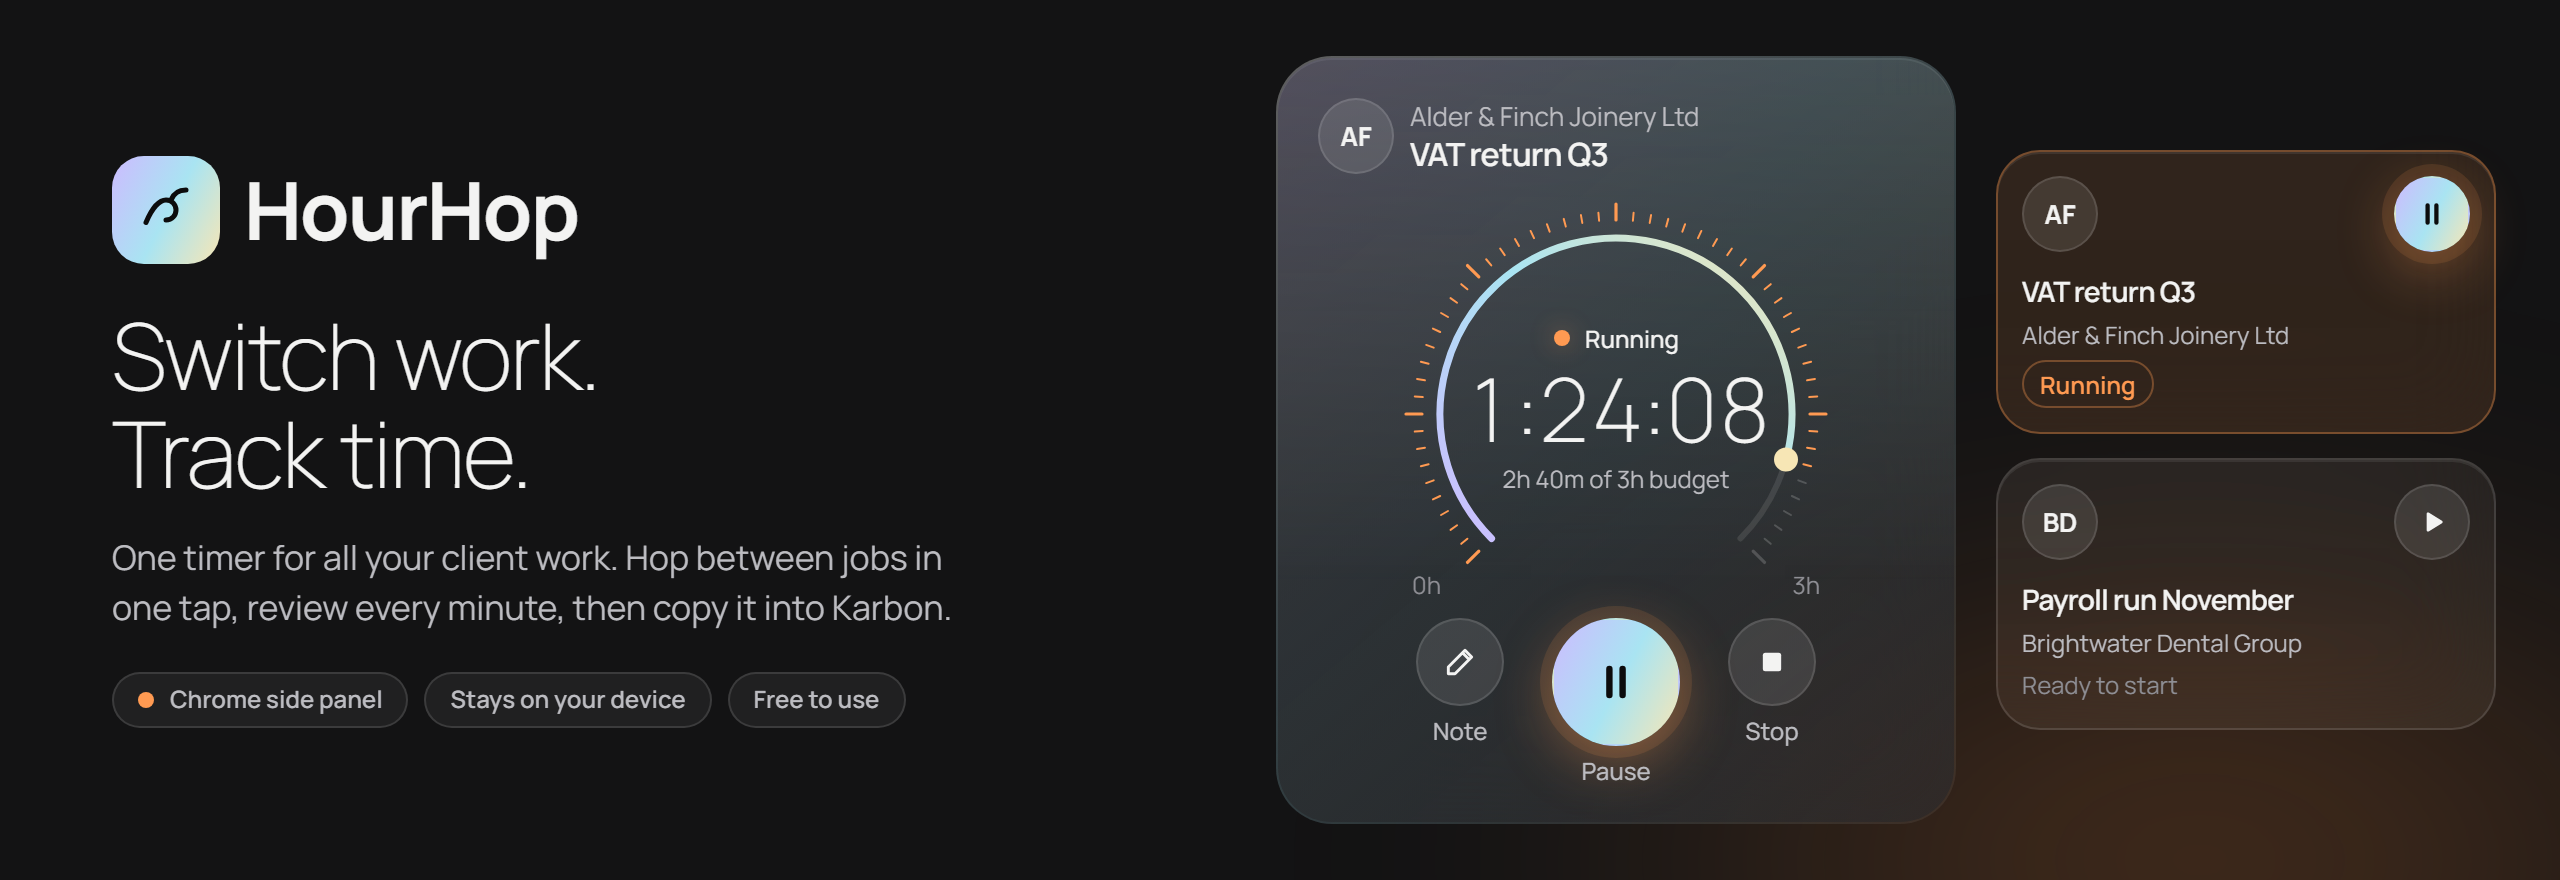 HourHop
Switch work.
Track time.
One timer for all your client work. Hop between jobs in
one tap, review every minute, then copy it into Karbon.
Chrome side panel
Stays on your device
Free to use
AF
Alder & Finch Joinery Ltd
VAT return Q3
Running
1:24:08
2h 40m of 3h budget
0h
3h
Note
Pause
Stop
AF
VAT return Q3
Alder & Finch Joinery Ltd
Running
BD
Payroll run November
Brightwater Dental Group
Ready to start